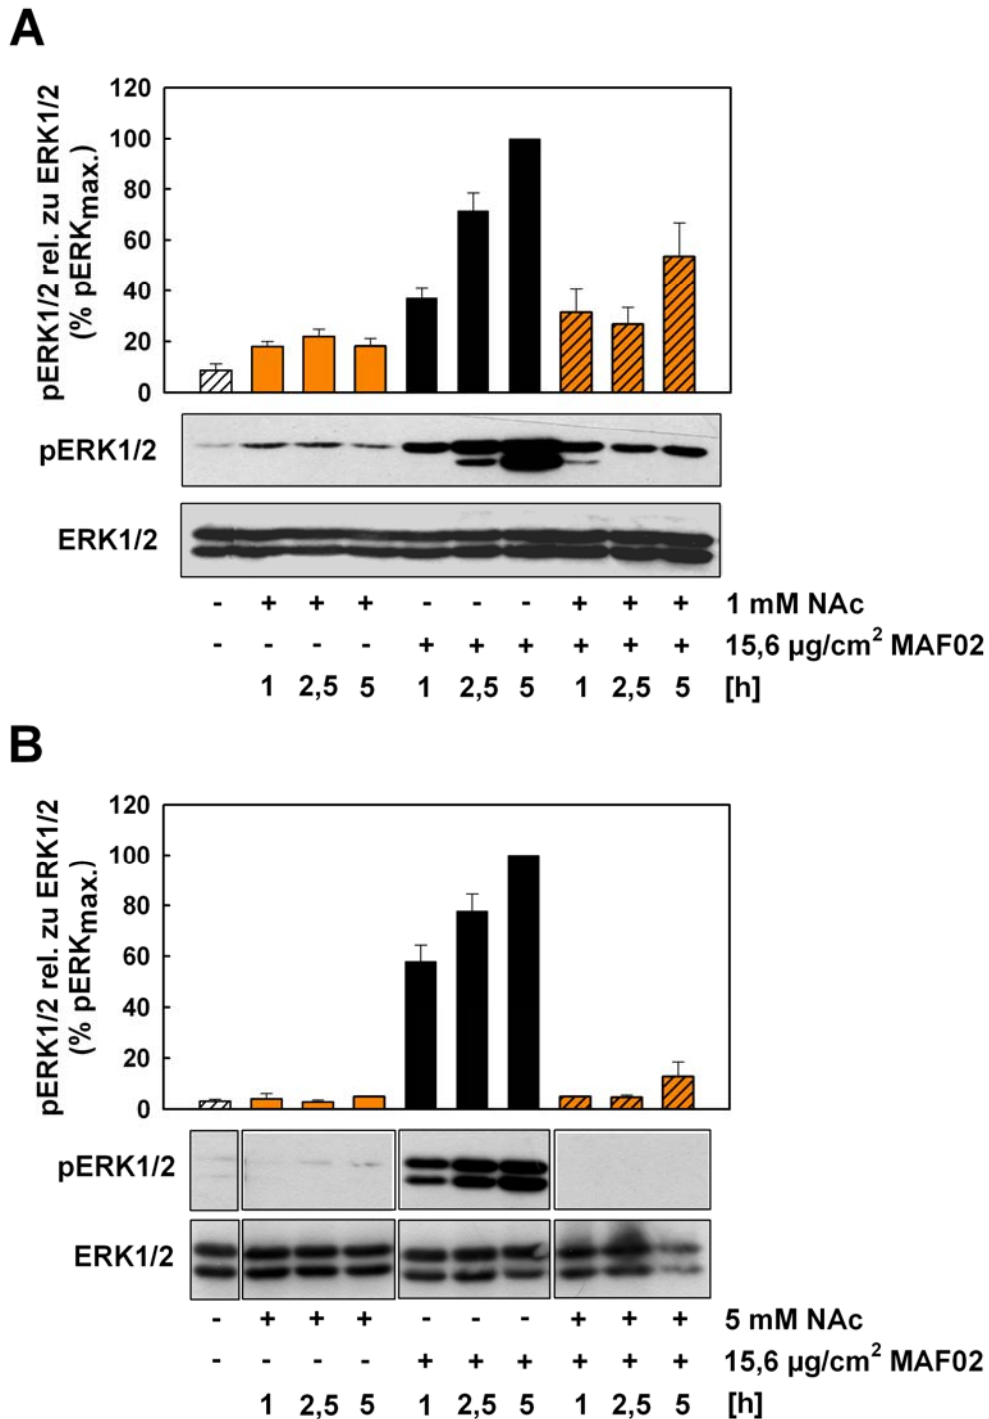 A
pERK1/2 rel. zu ERK1/2
(% pERKmax.)
120
100
80
60
40
20
0
pERK1/2
ERK1/2
- + + + - - - + + + 1 mM NAc
- - - - + + + + + + 15,6 µg/cm² MAF02
1 2,5 5 1 2,5 5 1 2,5 5 [h]
B
pERK1/2 rel. zu ERK1/2
(% pERKmax.)
120
100
80
60
40
20
0
pERK1/2
ERK1/2
- + + + - - - + + + 5 mM NAc
- - - - + + + + + + 15,6 µg/cm² MAF02
1 2,5 5 1 2,5 5 1 2,5 5 [h]